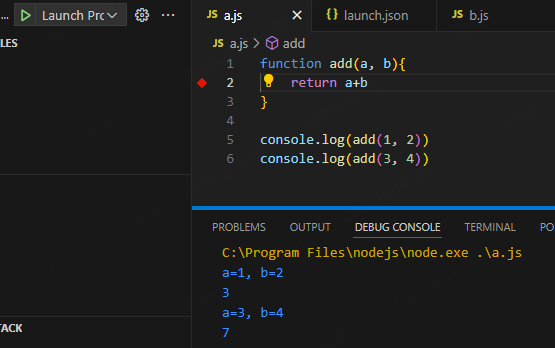 ... Launch Prc ...
JS a.js {} launch.json JS b.js
LES
JS a.js > add
1 function add(a, b){
2 return a+b
3 }
4
5 console.log(add(1, 2))
6 console.log(add(3, 4))
PROBLEMS OUTPUT DEBUG CONSOLE TERMINAL PO
C:\Program Files\nodejs\node.exe .\a.js
a=1, b=2
3
a=3, b=4
TACK
7